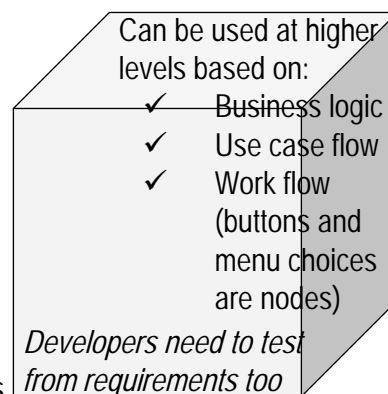 Can be used at higher
levels based on:
✓ Business logic
✓ Use case flow
✓ Work flow
(buttons and
menu choices
are nodes)
Developers need to test
from requirements too